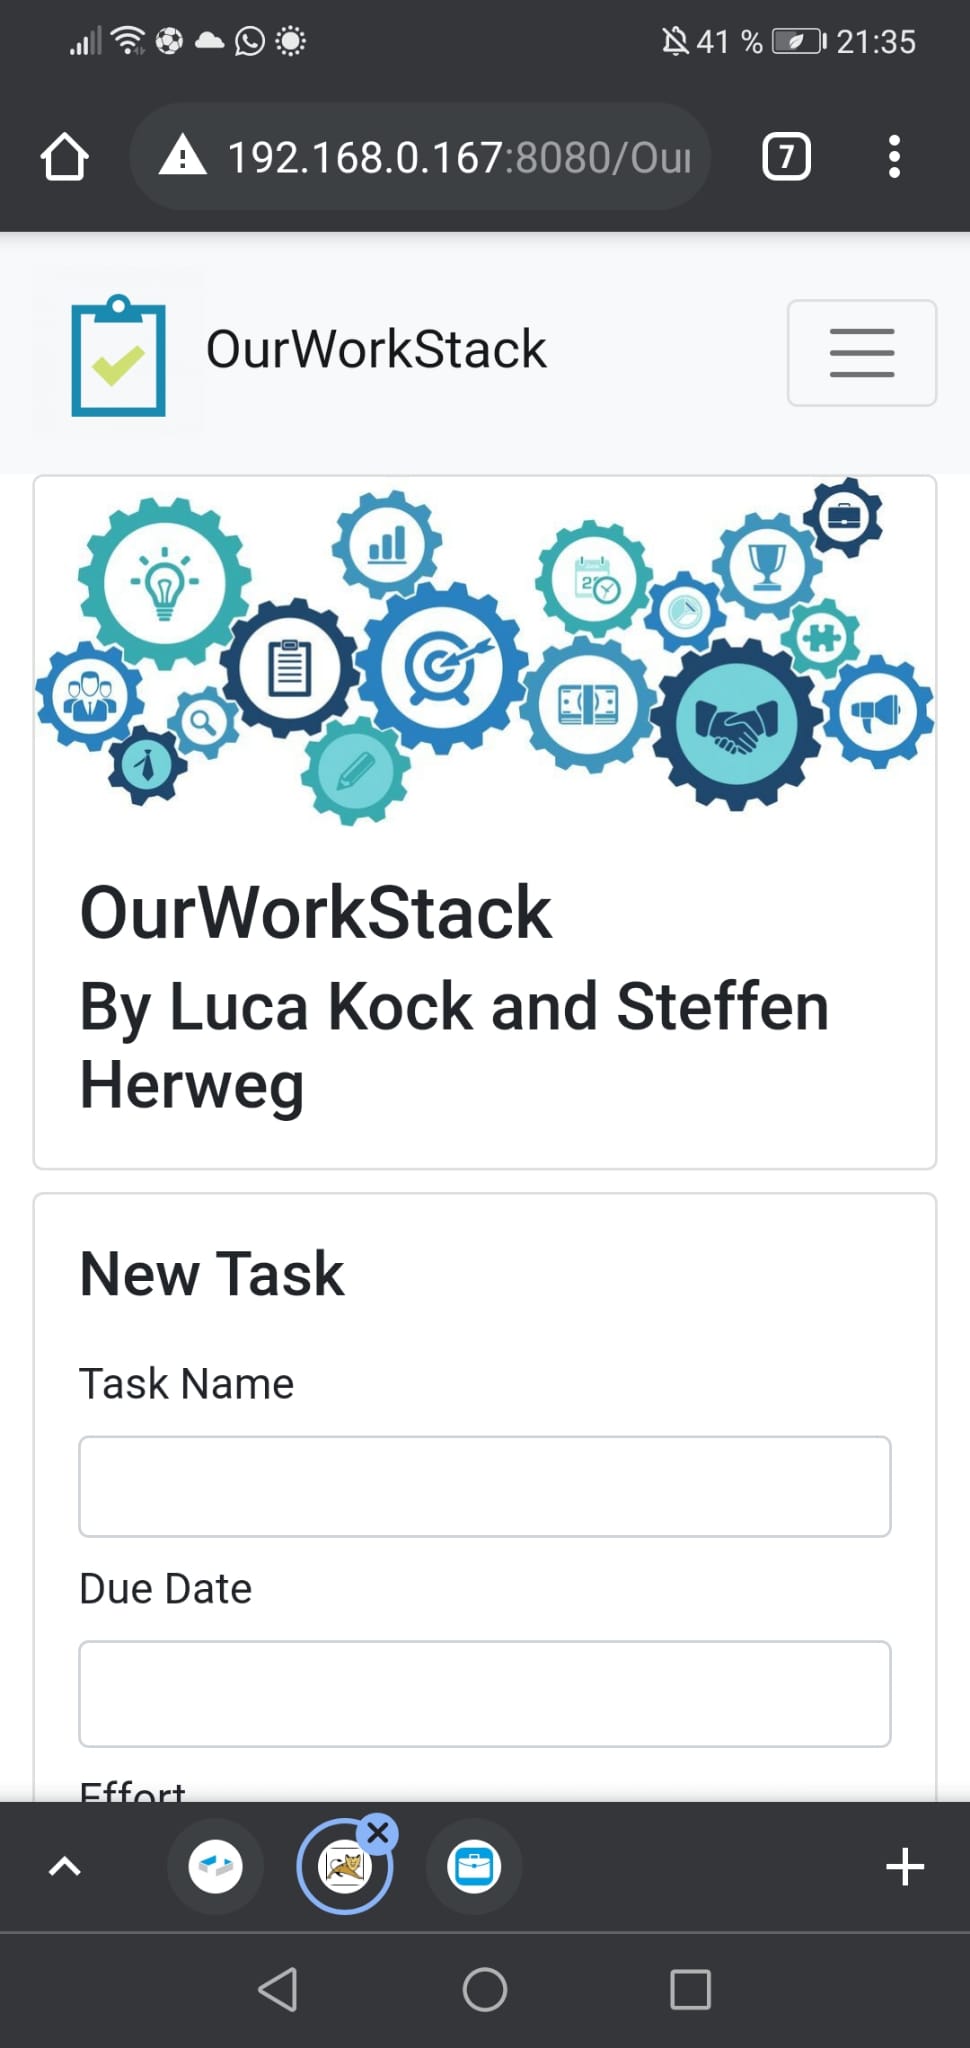 41 % 21:35
192.168.0.167:8080/Our
7
OurWorkStack
OurWorkStack
By Luca Kock and Steffen
Herweg
New Task
Task Name
Due Date
Effort